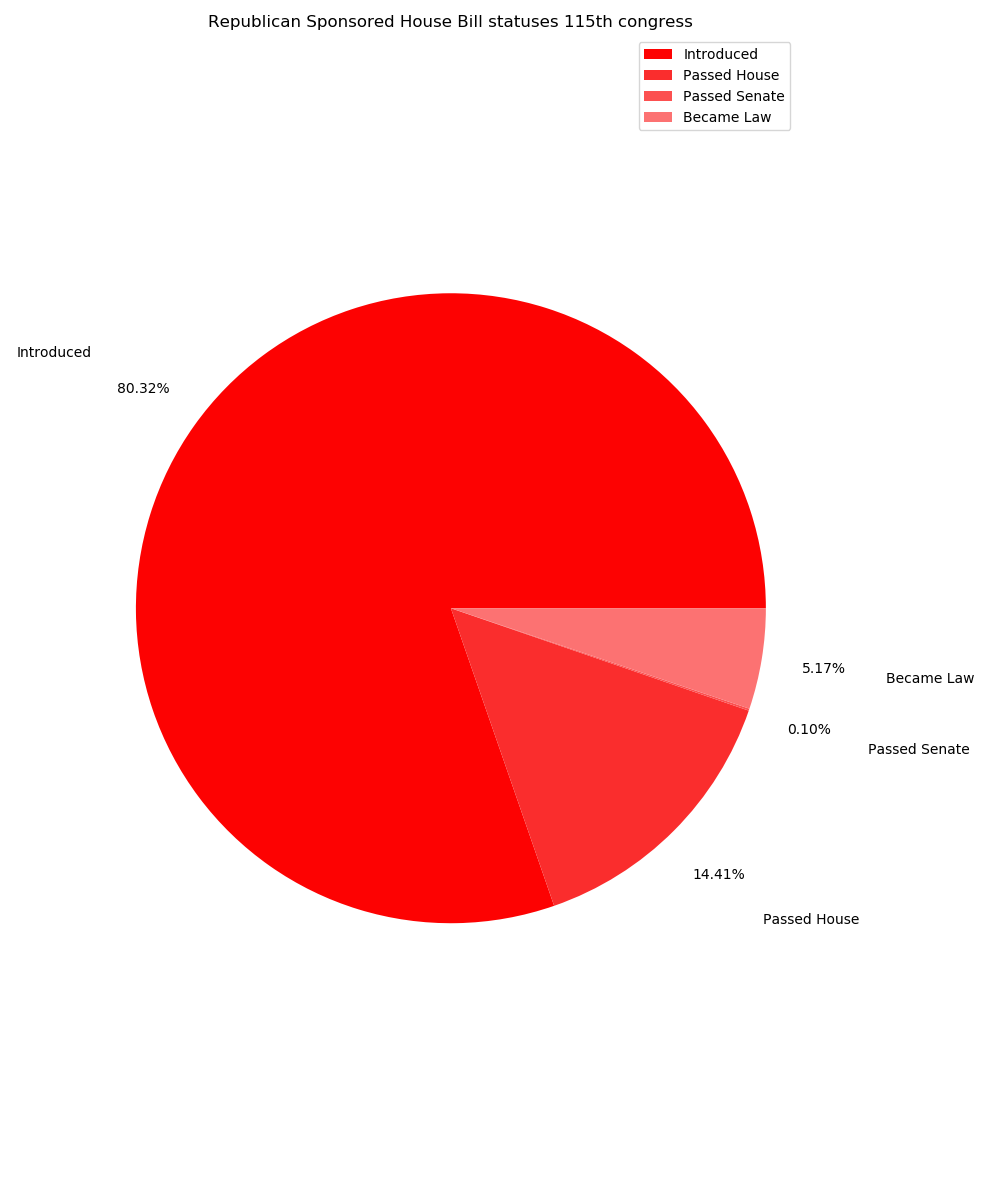 Republican Sponsored House Bill statuses 115th congress
Introduced
Passed House
Passed Senate
Became Law
Introduced
80.32%
5.17%
Became Law
0.10%
Passed Senate
14.41%
Passed House